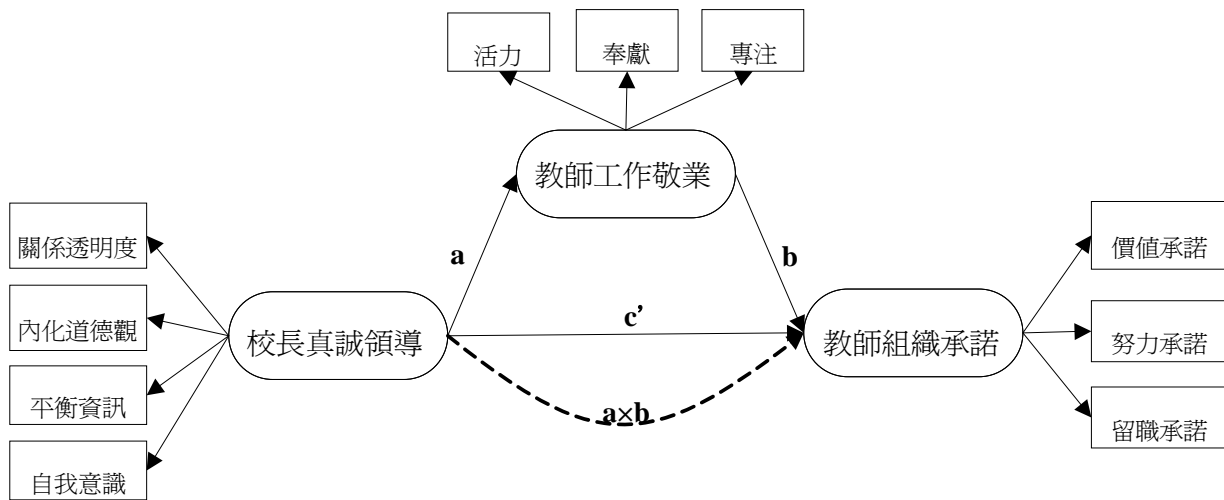 活力
奉獻
專注
教師工作敬業
關係透明度
內化道德觀
平衡資訊
自我意識
a
b
校長真誠領導
c’
教師組織承諾
a×b
價值承諾
努力承諾
留職承諾